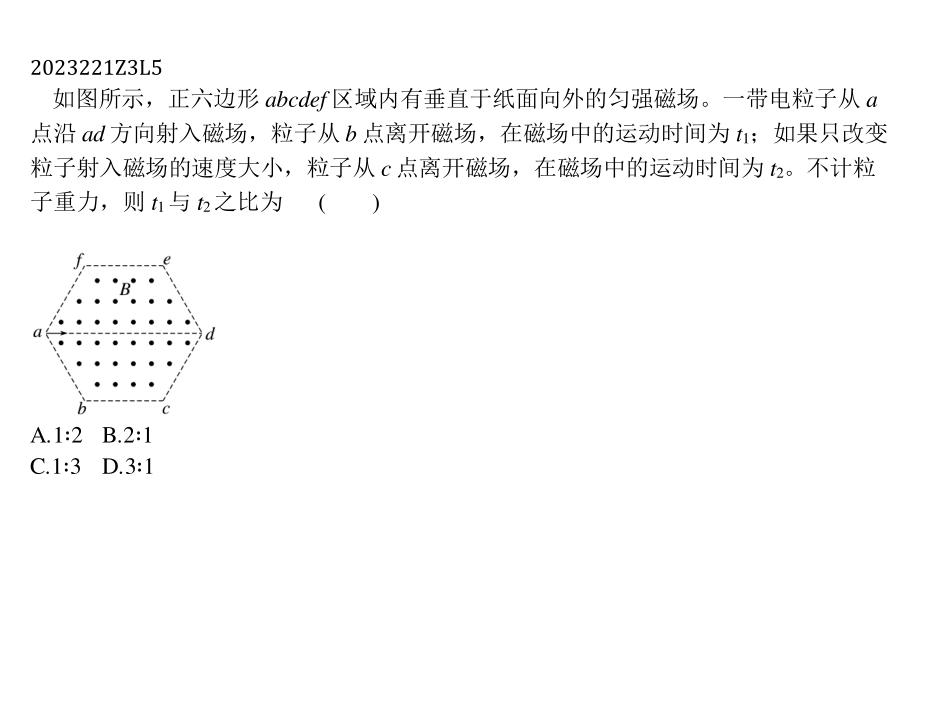 2023221Z3L5
如图所示，正六边形 abcdef 区域内有垂直于纸面向外的匀强磁场。一带电粒子从 a
点沿 ad 方向射入磁场，粒子从 b 点离开磁场，在磁场中的运动时间为 t₁；如果只改变
粒子射入磁场的速度大小，粒子从 c 点离开磁场，在磁场中的运动时间为 t₂。不计粒
子重力，则 t₁ 与 t₂ 之比为 (  )
f e
B
a d
b c
A.1∶2 B.2∶1
C.1∶3 D.3∶1